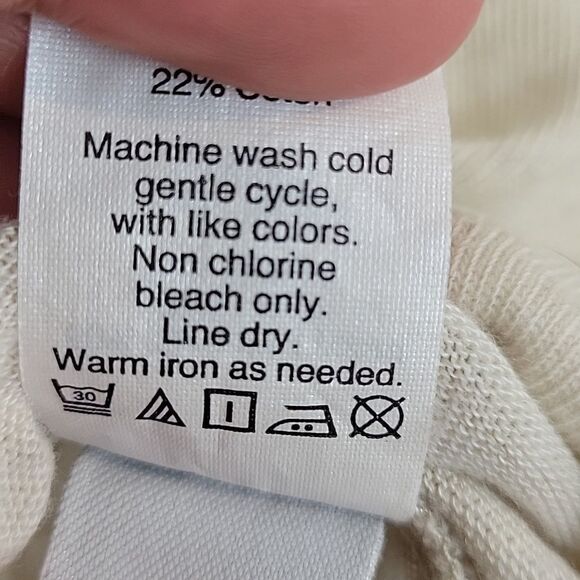 22%
Machine wash cold
gentle cycle,
with like colors.
Non chlorine
bleach only.
Line dry.
Warm iron as needed.
30